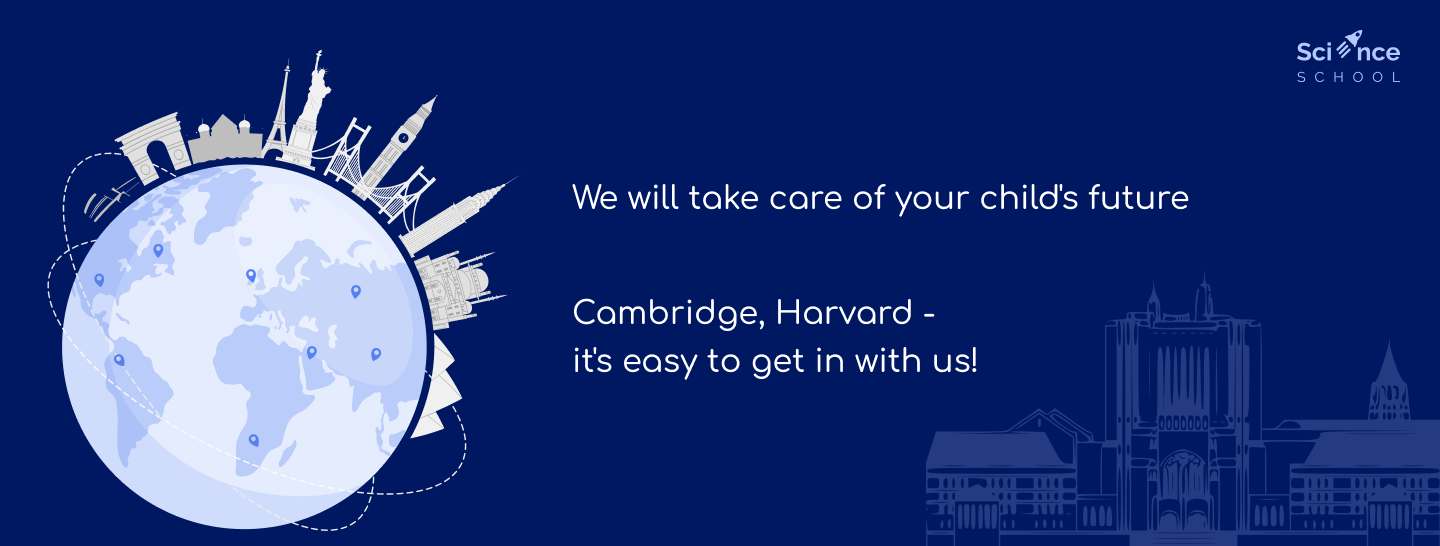 Sci nce
SCHOOL
We will take care of your child's future
Cambridge, Harvard -
it's easy to get in with us!